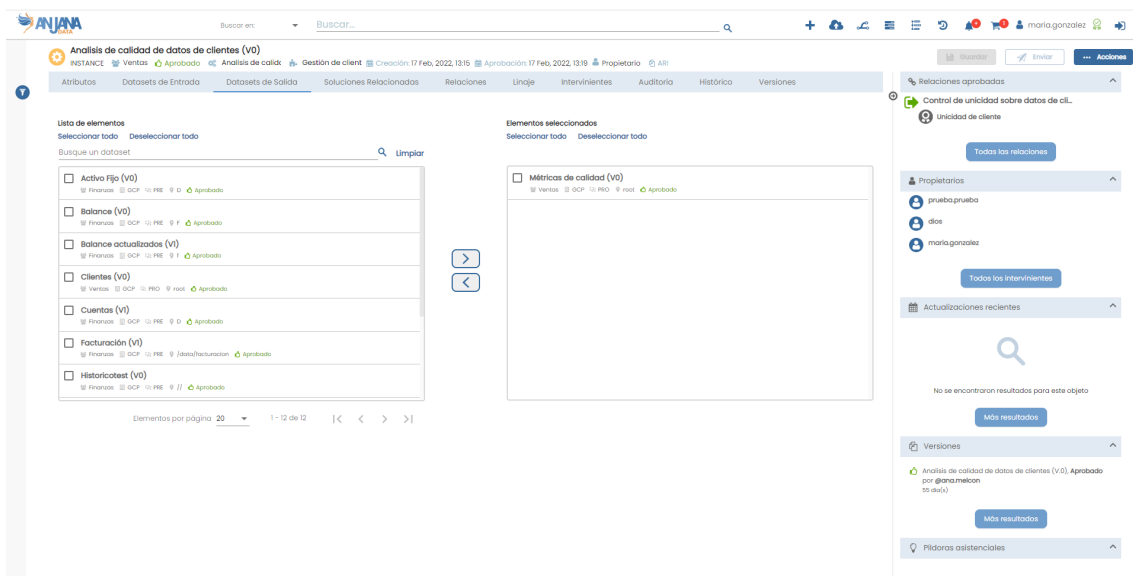 ANJANA
DATA
Buscar en:
Buscar...
maria.gonzalez
Analisis de calidad de datos de clientes (V0)
INSTANCE Ventas Aprobado Analisis de calidc Gestión de client Creación: 17 Feb, 2022, 13:15 Aprobación: 17 Feb, 2022, 13:19 Propietario ARI
Guardar Enviar ... Acciones
Atributos Datasets de Entrada Datasets de Salida Soluciones Relacionadas Relaciones Linaje Intervinientes Auditoria Histórico Versiones
Lista de elementos
Seleccionar todo Deseleccionar todo
Busque un dataset Limpiar
Activo Fijo (V0)
Finanzas GCP PRE D Aprobado
Balance (V0)
Finanzas GCP PRE F Aprobado
Balance actualizados (V1)
Finanzas GCP PRE Aprobado
Clientes (V0)
Ventas GCP PRO root Aprobado
Cuentas (V1)
Finanzas GCP PRE D Aprobado
Facturación (V1)
Finanzas GCP PRE /data/facturacion Aprobado
Historicotest (V0)
Finanzas GCP PRE // Aprobado
Elementos por página 20 1 - 12 de 12
Elementos seleccionados
Seleccionar todo Deseleccionar todo
Métricas de calidad (V0)
Ventas GCP PRO root Aprobado
Relaciones aprobadas
Control de unicidad sobre datos de cli...
Unicidad de cliente
Todas las relaciones
Propietarios
prueba.prueba
dios
maria.gonzalez
Todos los intervinientes
Actualizaciones recientes
No se encontraron resultados para este objeto
Más resultados
Versiones
Analisis de calidad de datos de clientes (V.0), Aprobado
por @ana.melcon
55 día(s)
Más resultados
Píldoras asistenciales